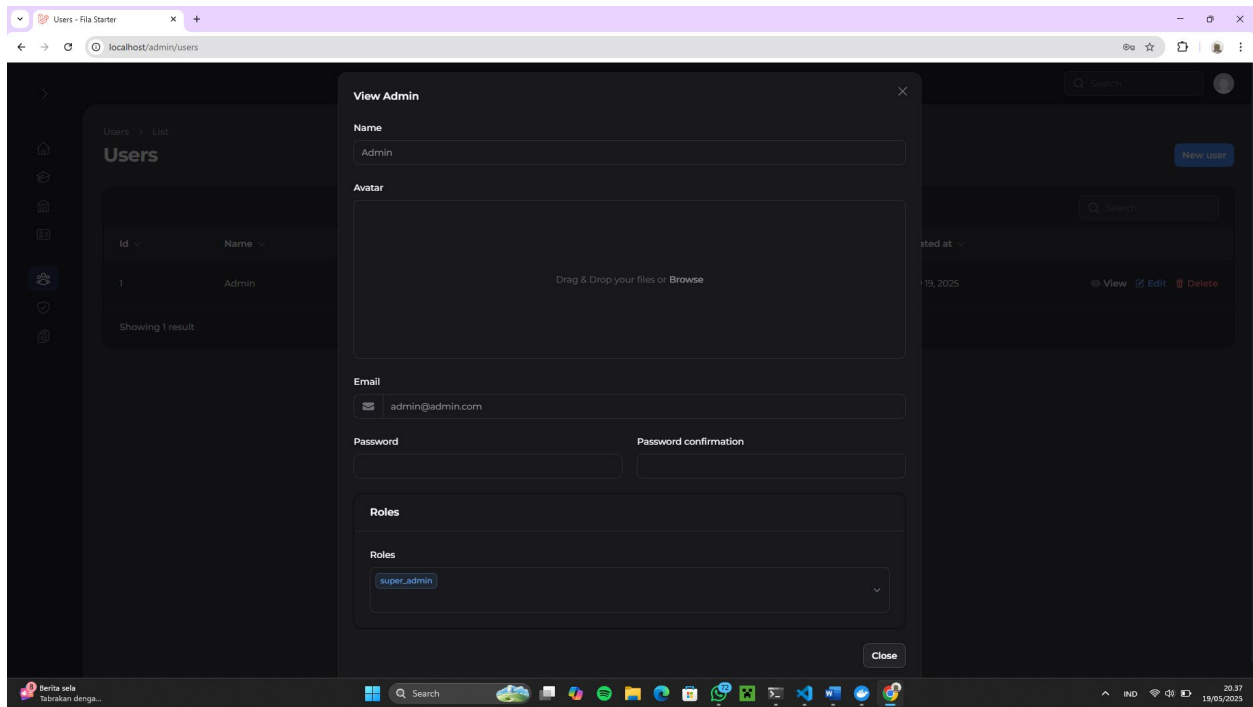 Users - Fila Starter
localhost/admin/users
Search
View Admin
Name
Admin
Users > List
Users
New user
Avatar
Search
Id
Name
ated at
Drag & Drop your files or Browse
1
Admin
19, 2025
View Edit Delete
Showing 1 result
Email
admin@admin.com
Password
Password confirmation
Roles
Roles
super_admin
Close
8
Berita sela
Tabrakan denga...
Search
72
IND
20.37
19/05/2025